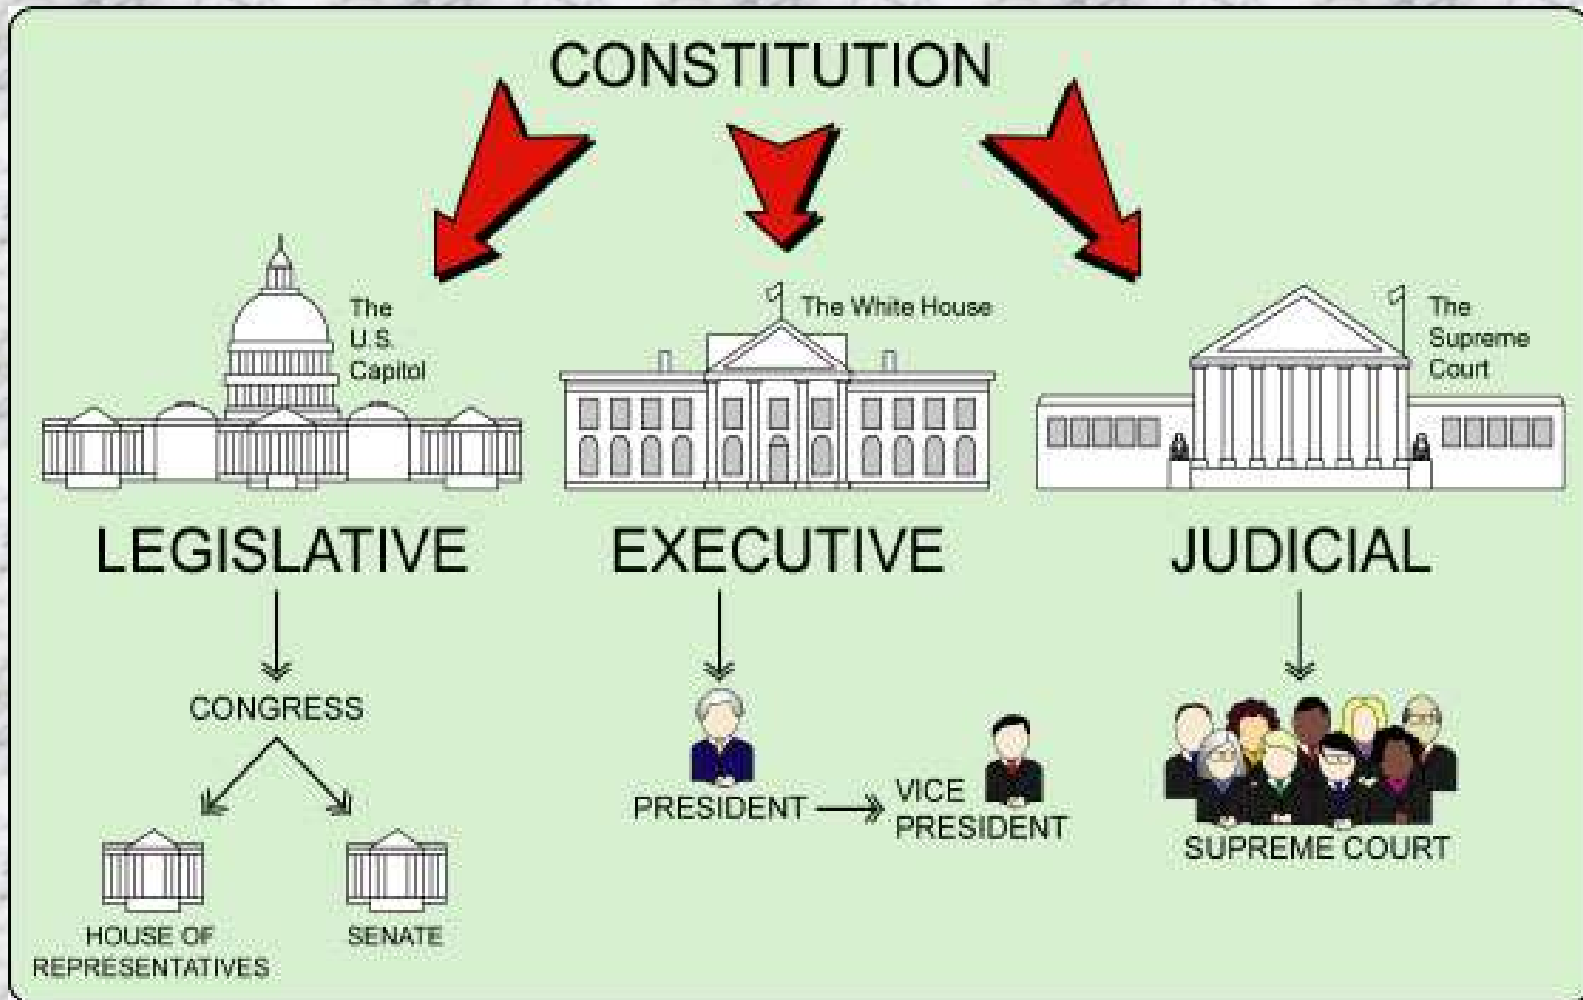 CONSTITUTION
The
U.S.
Capitol
The White House
The
Supreme
Court
LEGISLATIVE
EXECUTIVE
JUDICIAL
CONGRESS
HOUSE OF
REPRESENTATIVES
SENATE
PRESIDENT
VICE
PRESIDENT
SUPREME COURT